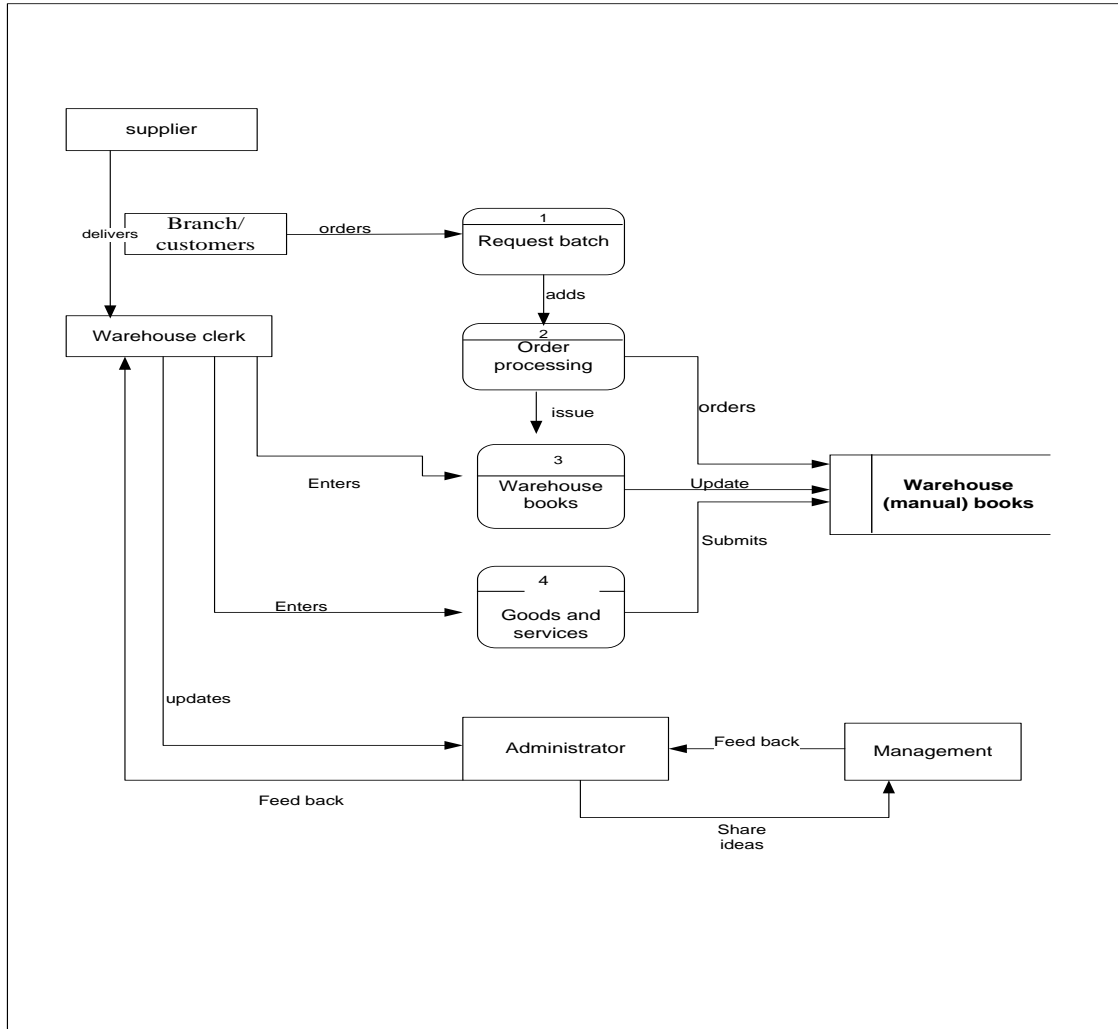 supplier
delivers
Branch/
customers
orders
1
Request batch
adds
Warehouse clerk
2
Order
processing
issue
orders
Enters
3
Warehouse
books
Update
Warehouse
(manual) books
Submits
4
Enters
Goods and
services
updates
Administrator
Feed back
Management
Feed back
Share
ideas